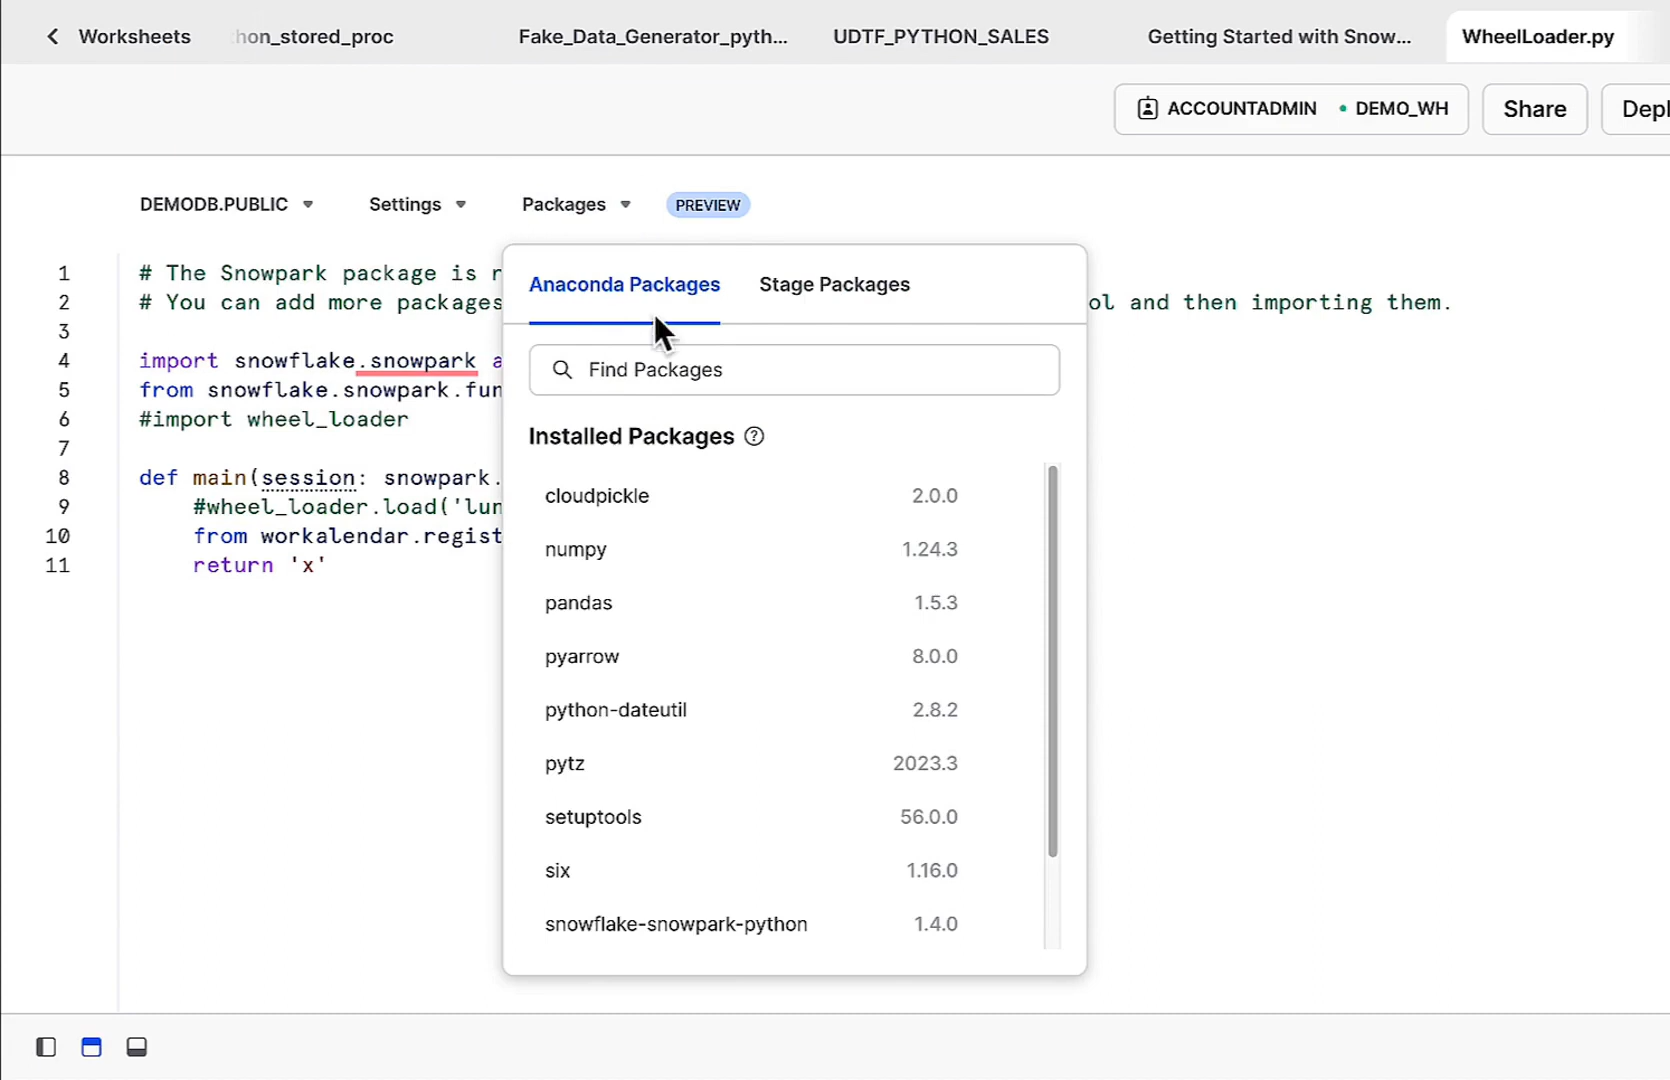 Worksheets
hon_stored_proc
Fake_Data_Generator_pyth...
UDTF_PYTHON_SALES
Getting Started with Snow...
WheelLoader.py
ACCOUNTADMIN
DEMO_WH
Share
Depl
DEMODB.PUBLIC
Settings
Packages
PREVIEW
1 # The Snowpark package is r
2 # You can add more packages ol and then importing them.
3
4 import snowflake.snowpark a
5 from snowflake.snowpark.fun
6 #import wheel_loader
7
8 def main(session: snowpark.
9 #wheel_loader.load('lun
10 from workalendar.regist
11 return 'x'
Anaconda Packages
Stage Packages
Find Packages
Installed Packages ?
cloudpickle 2.0.0
numpy 1.24.3
pandas 1.5.3
pyarrow 8.0.0
python-dateutil 2.8.2
pytz 2023.3
setuptools 56.0.0
six 1.16.0
snowflake-snowpark-python 1.4.0